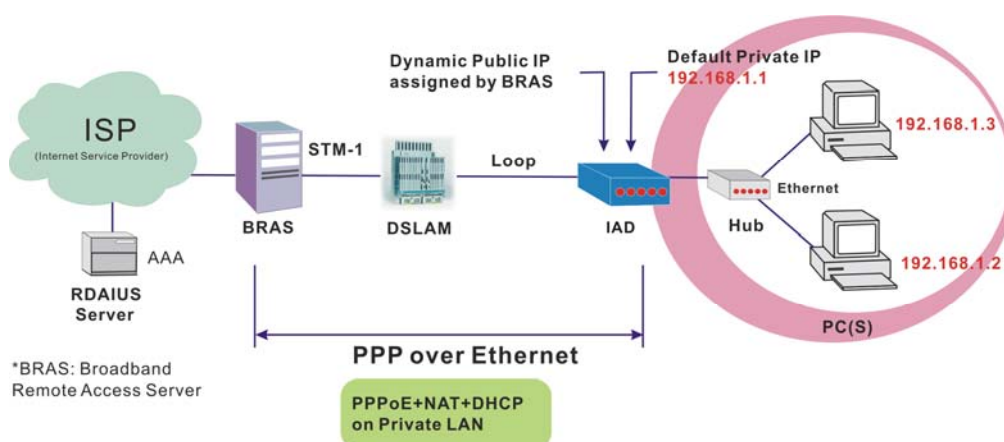 Dynamic Public IP
assigned by BRAS
Default Private IP
192.168.1.1
ISP
(Internet Service Provider)
STM-1
Loop
192.168.1.3
Ethernet
BRAS
DSLAM
IAD
Hub
AAA
192.168.1.2
RDAIUS
Server
PC(S)
PPP over Ethernet
*BRAS: Broadband
Remote Access Server
PPPoE+NAT+DHCP
on Private LAN